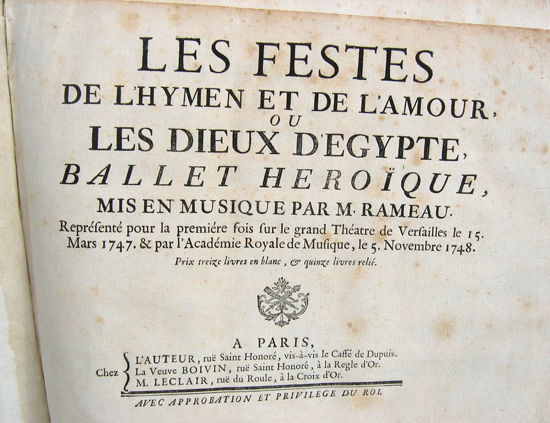 LES FESTES
DE L'HYMEN ET DE L'AMOUR,
OU
LES DIEUX D'EGYPTE,
BALLET HEROÏQUE,
MIS EN MUSIQUE PAR M. RAMEAU.
Représénté pour la premiére fois sur le grand Théatre de Versailles le 15.
Mars 1747. & par l'Académie Royale de Musique, le 5. Novembre 1748.
Prix treize livres en blanc, & quinze livres relié.
A PARIS,
Chez
L'AUTEUR, ruë Saint Honoré, vis-à-vis le Caffé de Dupuis.
La Veuve BOIVIN, ruë Saint Honoré, à la Regle d'Or.
M. LECLAIR, ruë du Roule, à la Croix d'Or.
AVEC APPROBATION ET PRIVILEGE DU ROI.